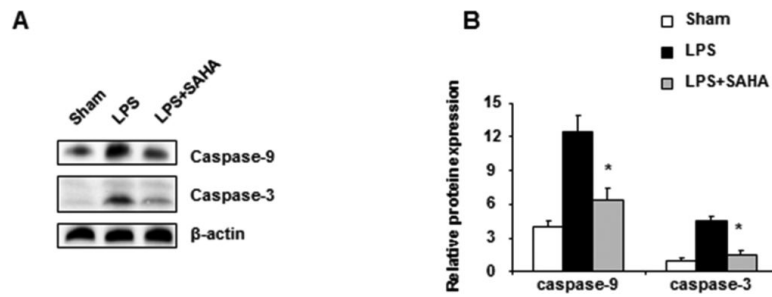 A
Sham
LPS
LPS+SAHA
Caspase-9
Caspase-3
β-actin
B
Sham
LPS
LPS+SAHA
Relative protein expression
15
12
9
6
3
0
*
*
caspase-9
caspase-3